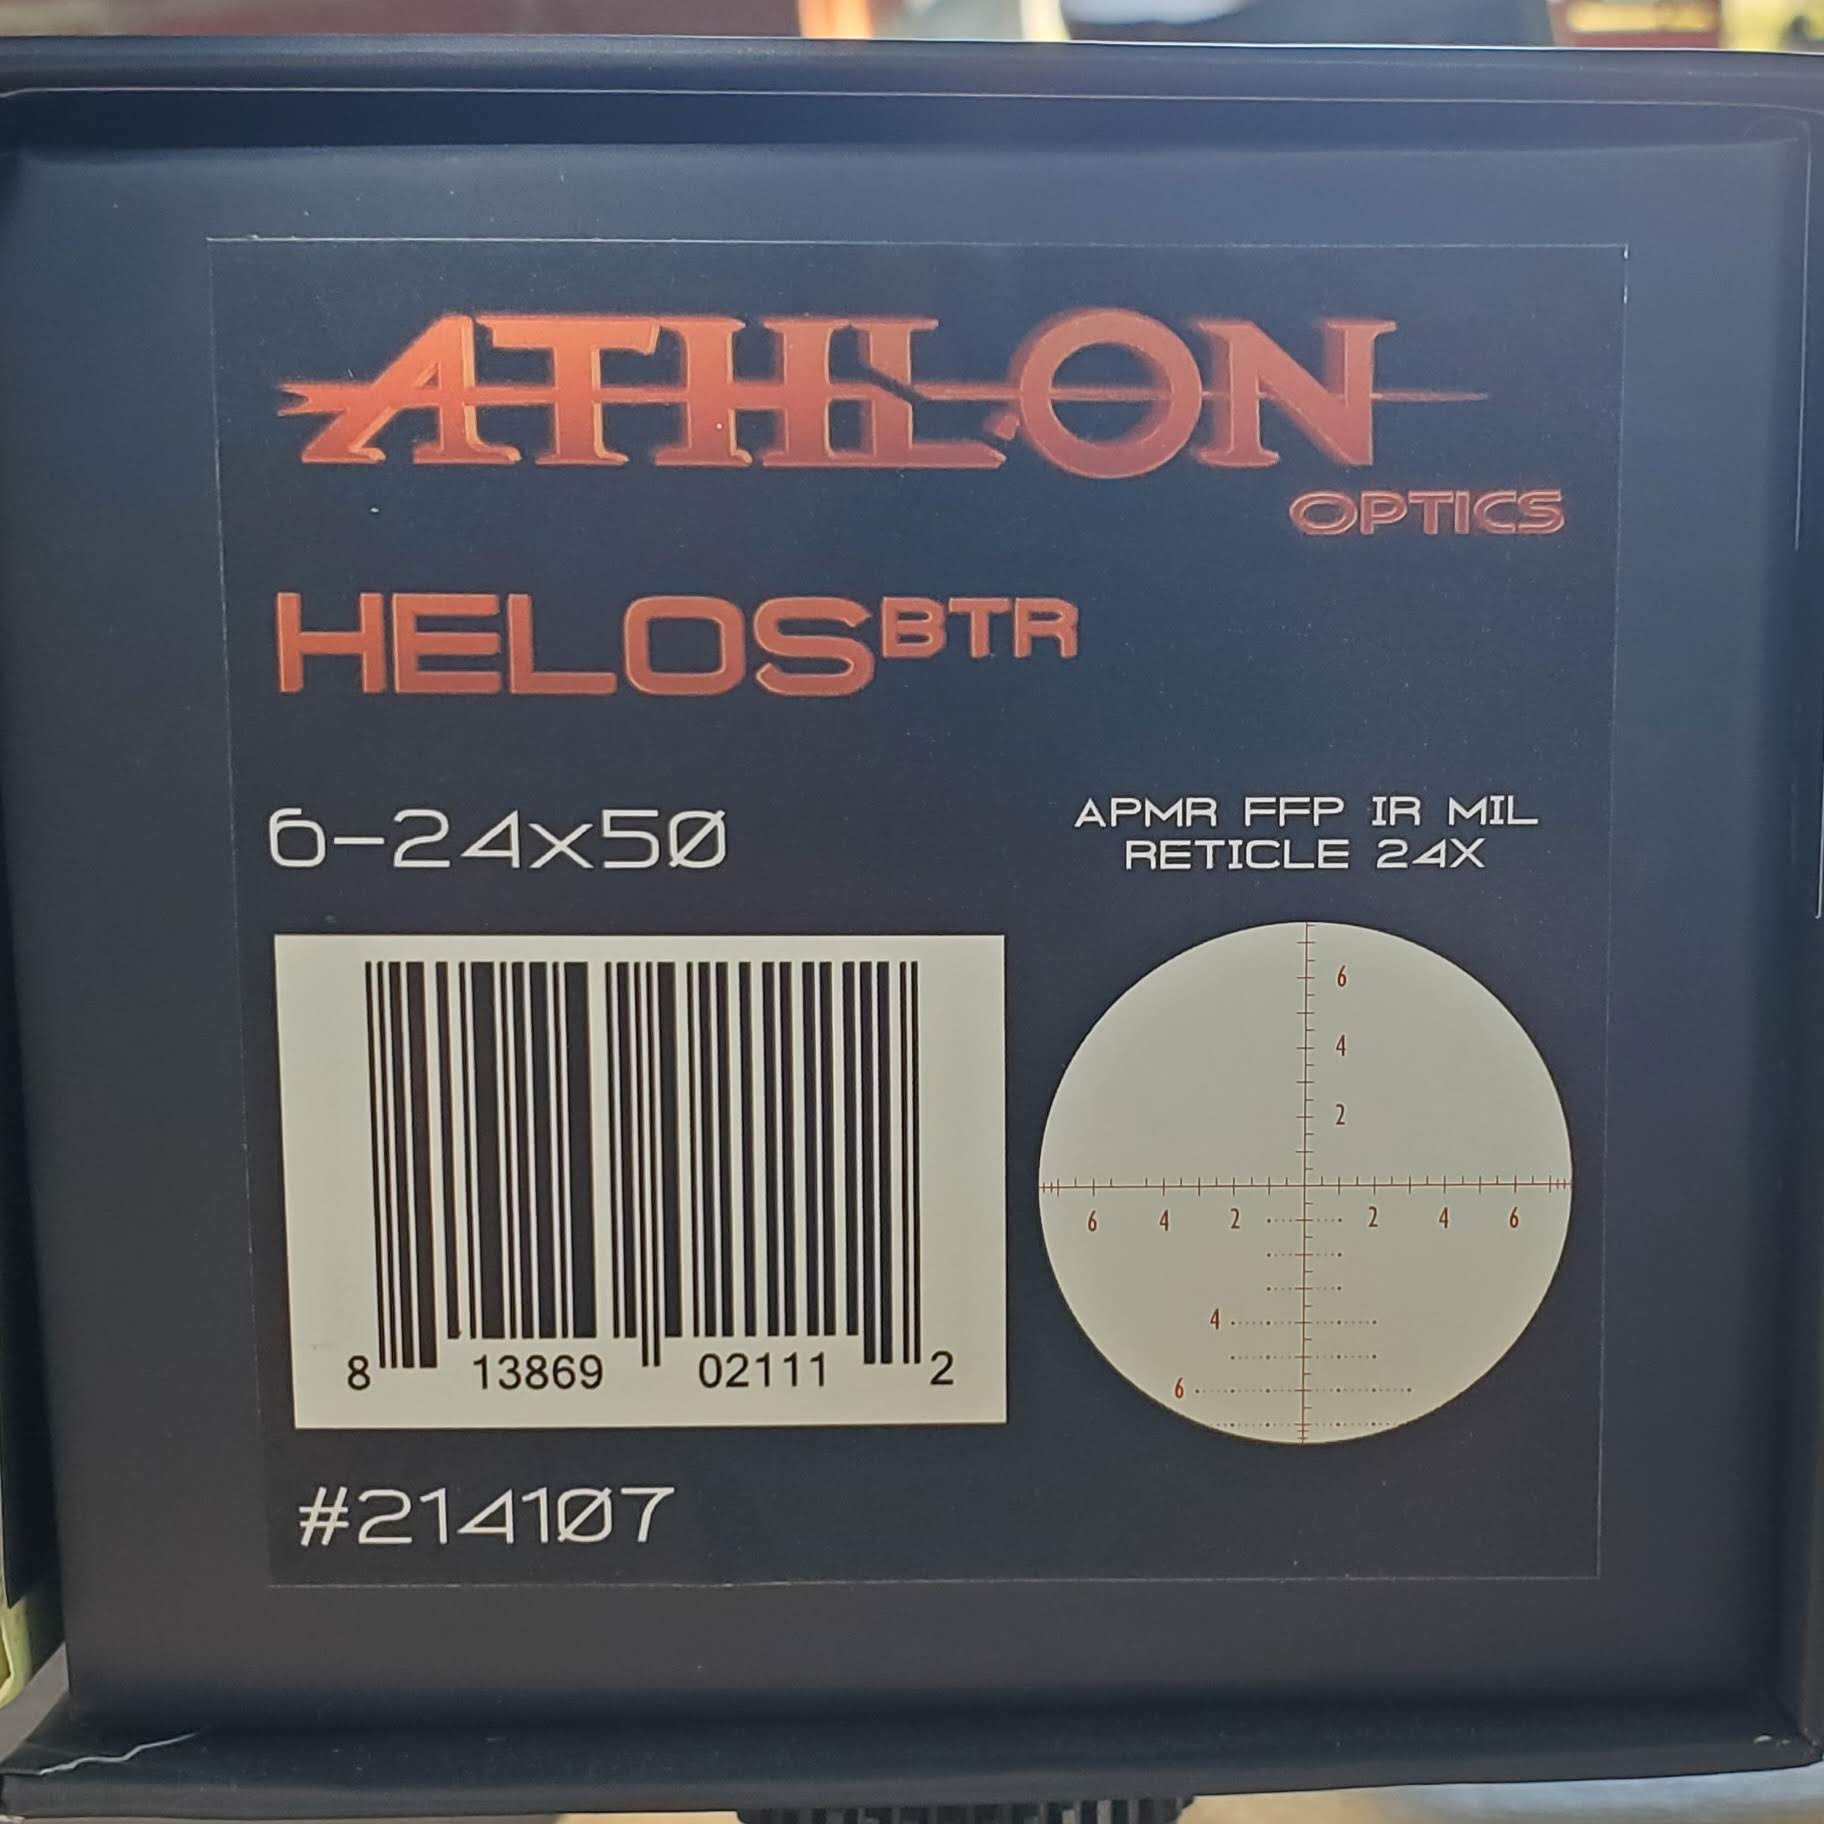 ATHLON
OPTICS
HELOS BTR
6-24x50
APMR FFP IR MIL
RETICLE 24X
6
4
2
6 4 2 2 4 6
4
6
8 13869 02111 2
#214107